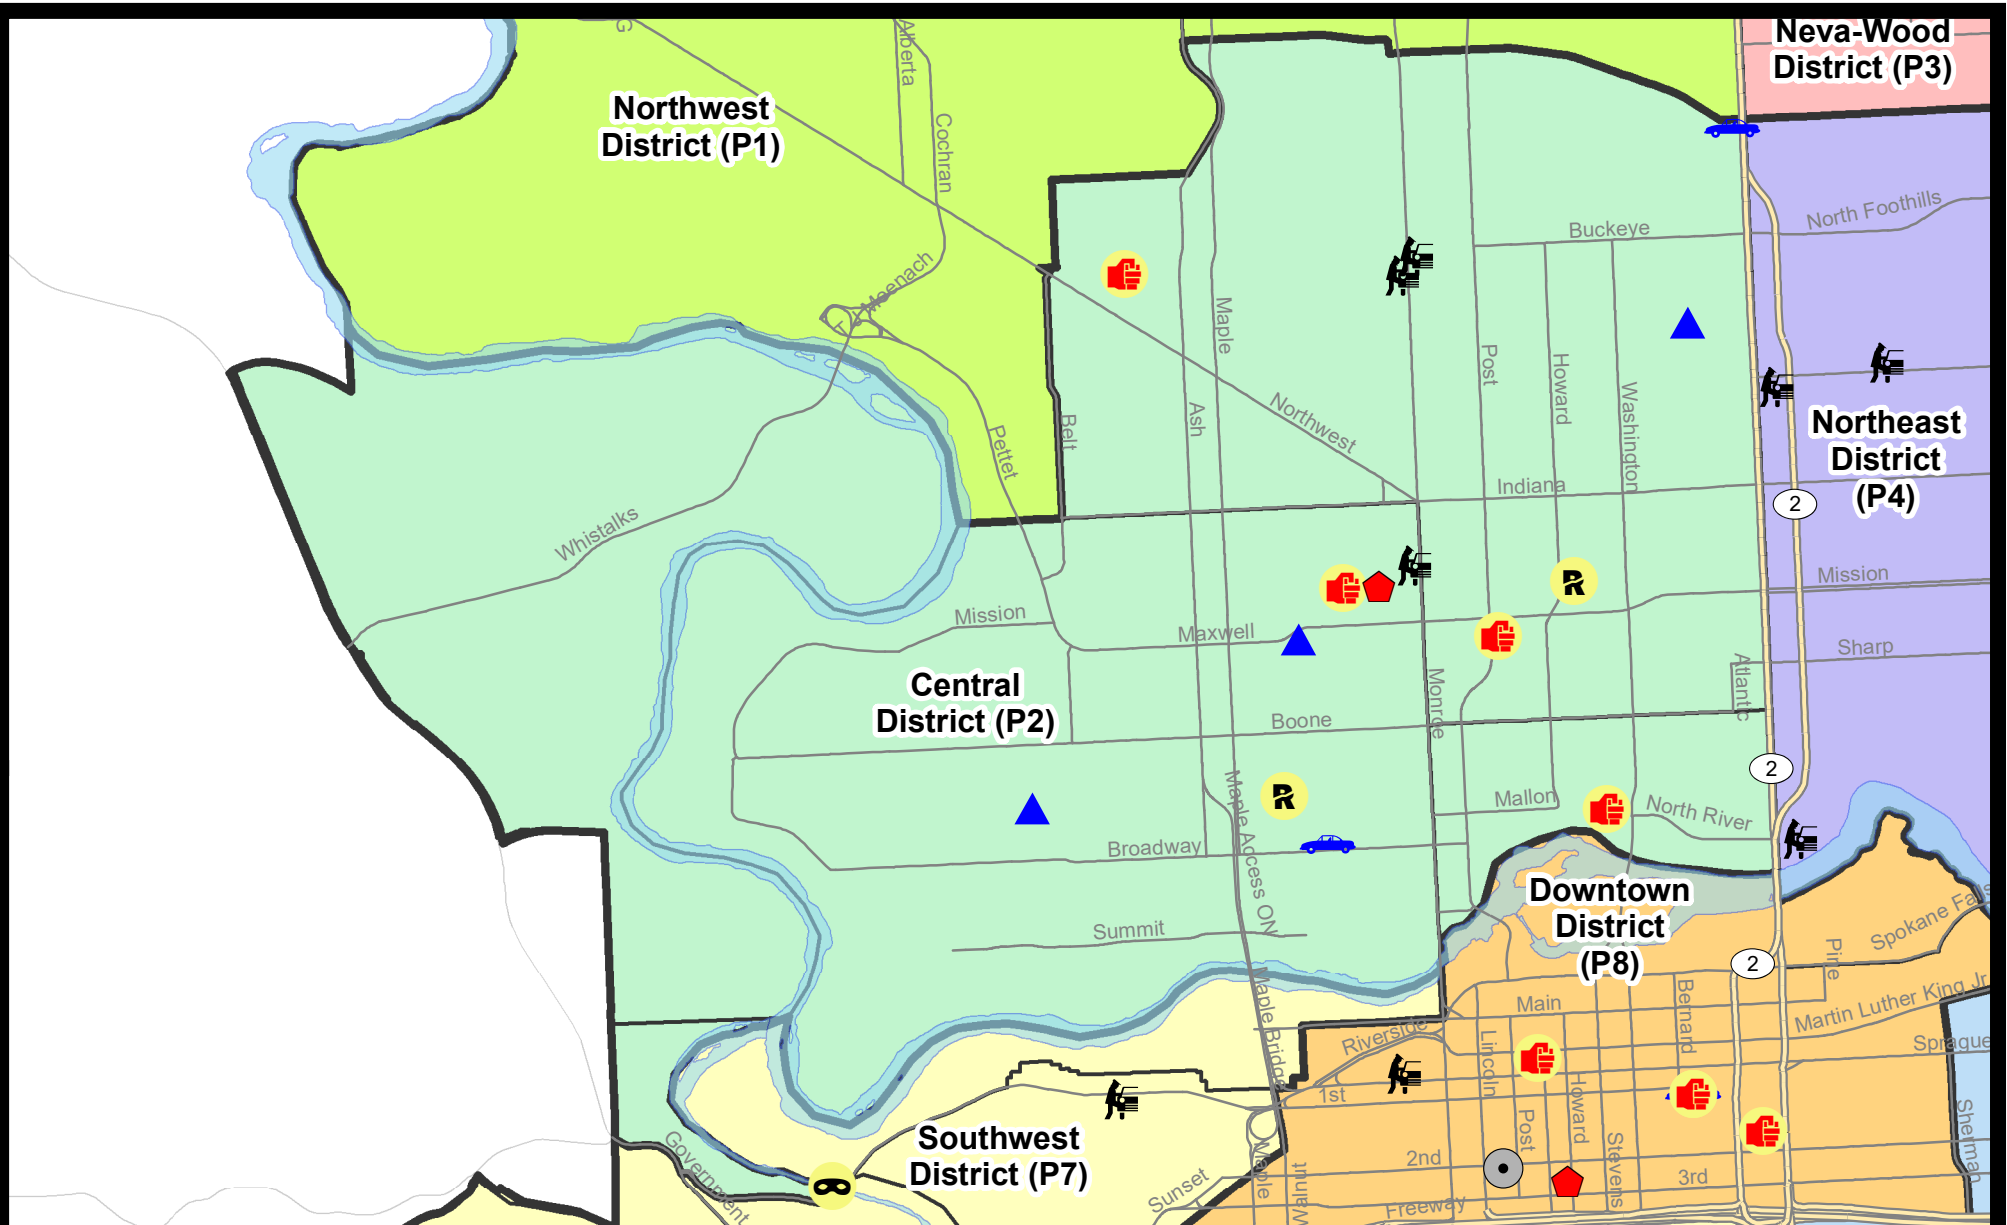 G
Alberta
Cochran
Neva-Wood
District (P3)
Northwest
District (P1)
North Foothills
Buckeye
T J Meenach
Maple
Post
Howard
Washington
Northwest
Ash
Belt
Pettet
Northeast
District
(P4)
Indiana
2
Whistalks
Mission
Mission
Maxwell
Sharp
Atlantic
Monroe
Central
District (P2)
Boone
R
2
R
Mallon
North River
Maple Access ON
Broadway
Downtown
District
(P8)
Summit
Spokane Fa
2
Pine
Bernard
Main
Martin Luther King Jr
Maple Bridge
Riverside
Lincoln
Sprague
1st
Howard
Post
Stevens
Sherman
Southwest
District (P7)
Government
Maple
Walnut
2nd
3rd
Sunset
Freeway